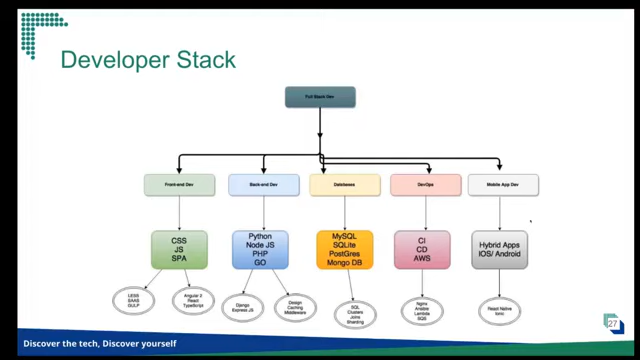 Developer Stack
Full Stack Dev
Front-end Dev
Back-end Dev
Databases
DevOps
Mobile App Dev
CSS
JS
SPA
Python
Node JS
PHP
GO
MySQL
SQLite
PostGres
Mongo DB
CI
CD
AWS
Hybrid Apps
IOS/ Android
LESS
SAAS
GULP
Angular 2
React
TypeScript
Django
Express JS
Design
Caching
Middleware
SQL
Clusters
Joins
Sharding
Nginx
Ansible
Lambda
SQS
React Native
Ionic
27
Discover the tech, Discover yourself